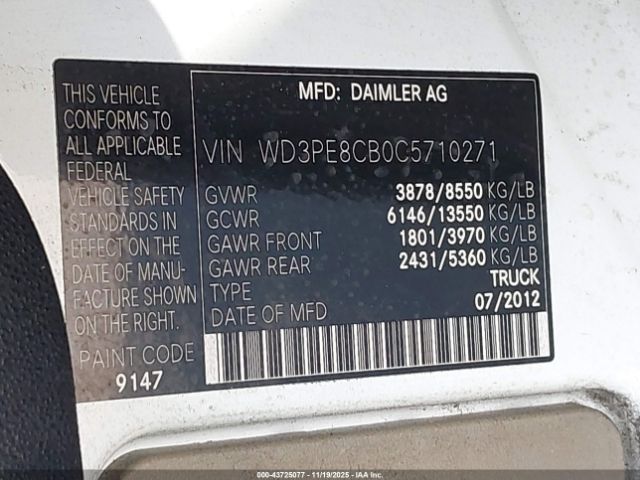 THIS VEHICLE
CONFORMS TO
ALL APPLICABLE
FEDERAL
VEHICLE SAFETY
STANDARDS IN
EFFECT ON THE
DATE OF MANU-
FACTURE SHOWN
ON THE RIGHT.
PAINT CODE
9147
MFD: DAIMLER AG
VIN WD3PE8CB0C5710271
GVWR 3878/8550 KG/LB
GCWR 6146/13550 KG/LB
GAWR FRONT 1801/3970 KG/LB
GAWR REAR 2431/5360 KG/LB
TYPE TRUCK
DATE OF MFD 07/2012
000-43725077 - 11/19/2025 - IAA Inc. All Rights Reserved